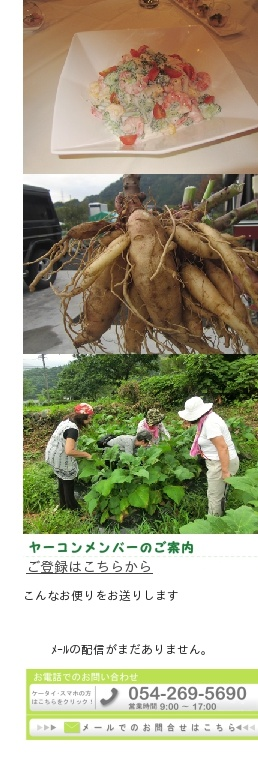 ヤーコンメンバーのご案内
ご登録はこちらから
こんなお便りをお送りします
ﾒｰﾙの配信がまだありません。
お電話でのお問い合わせ
ケータイ･スマホの方
はこちらをクリック！
054-269-5690
営業時間 9:00 ～ 17:00
メールでのお問合せはこちら